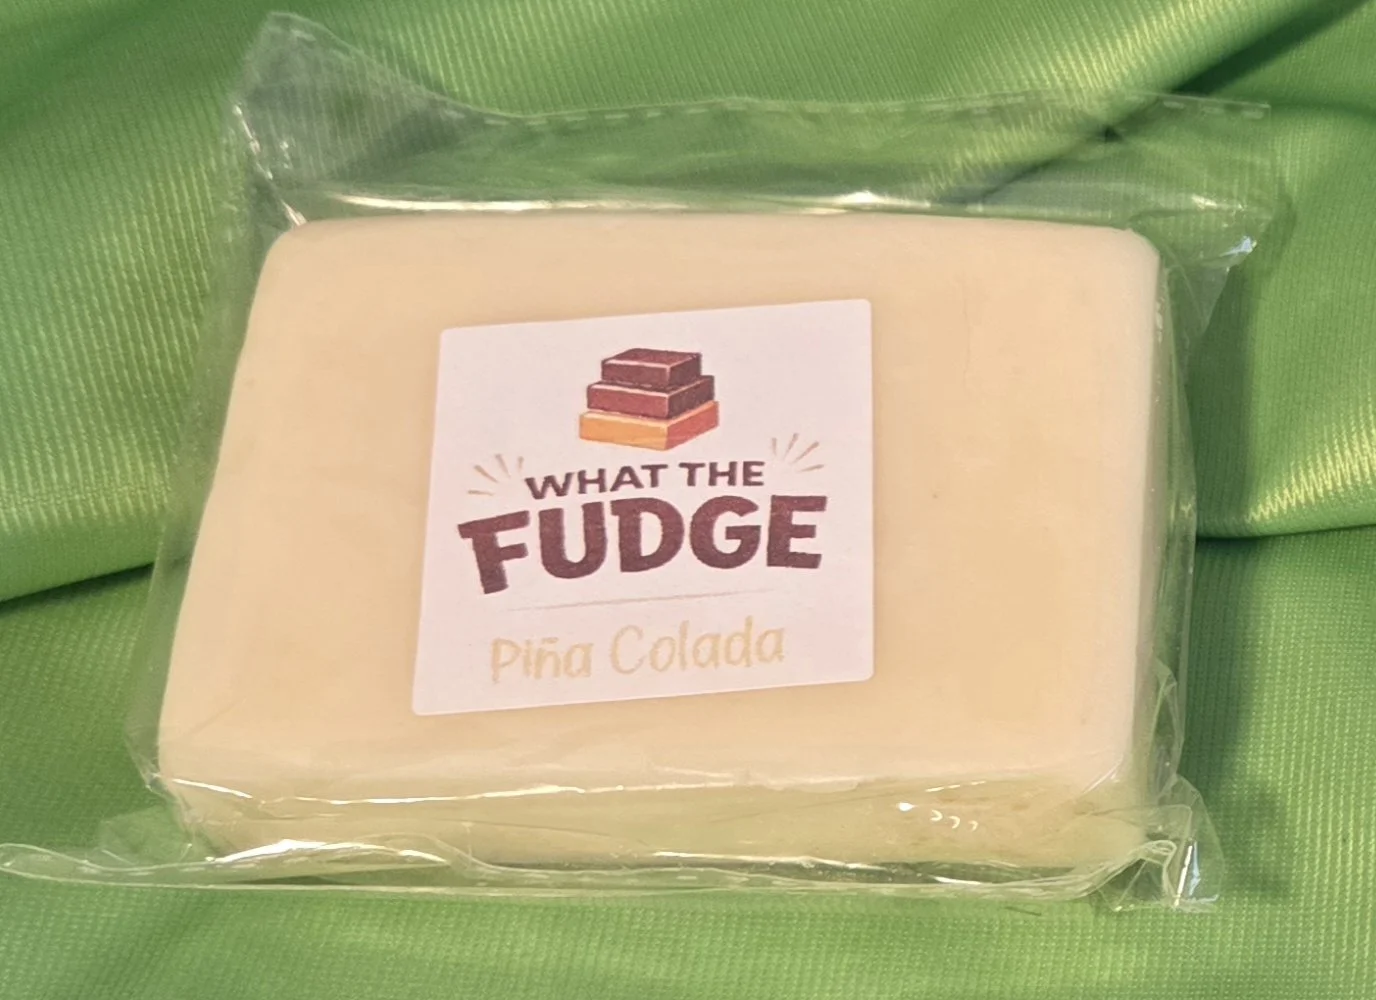 WHAT THE
FUDGE
Piña Colada